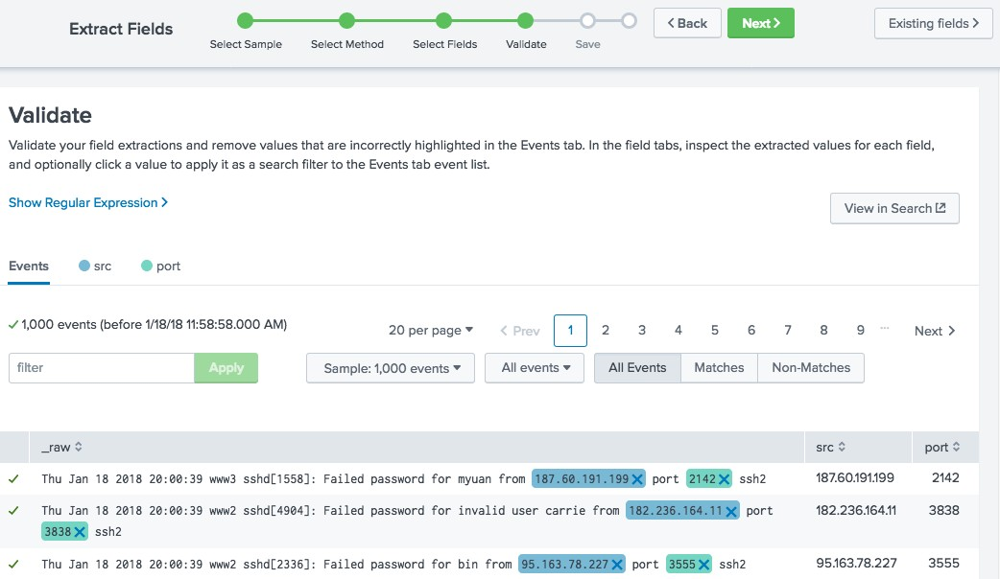 Extract Fields
Select Sample Select Method Select Fields Validate Save
Back Next Existing fields
Validate
Validate your field extractions and remove values that are incorrectly highlighted in the Events tab. In the field tabs, inspect the extracted values for each field,
and optionally click a value to apply it as a search filter to the Events tab event list.
Show Regular Expression
View in Search
Events src port
1,000 events (before 1/18/18 11:58:58.000 AM)
20 per page Prev 1 2 3 4 5 6 7 8 9 ... Next
filter Apply Sample: 1,000 events All events All Events Matches Non-Matches
_raw src port
Thu Jan 18 2018 20:00:39 www3 sshd[1558]: Failed password for myuan from 187.60.191.199 port 2142 ssh2 187.60.191.199 2142
Thu Jan 18 2018 20:00:39 www2 sshd[4904]: Failed password for invalid user carrie from 182.236.164.11 port 182.236.164.11 3838
3838 ssh2
Thu Jan 18 2018 20:00:39 www2 sshd[2336]: Failed password for bin from 95.163.78.227 port 3555 ssh2 95.163.78.227 3555